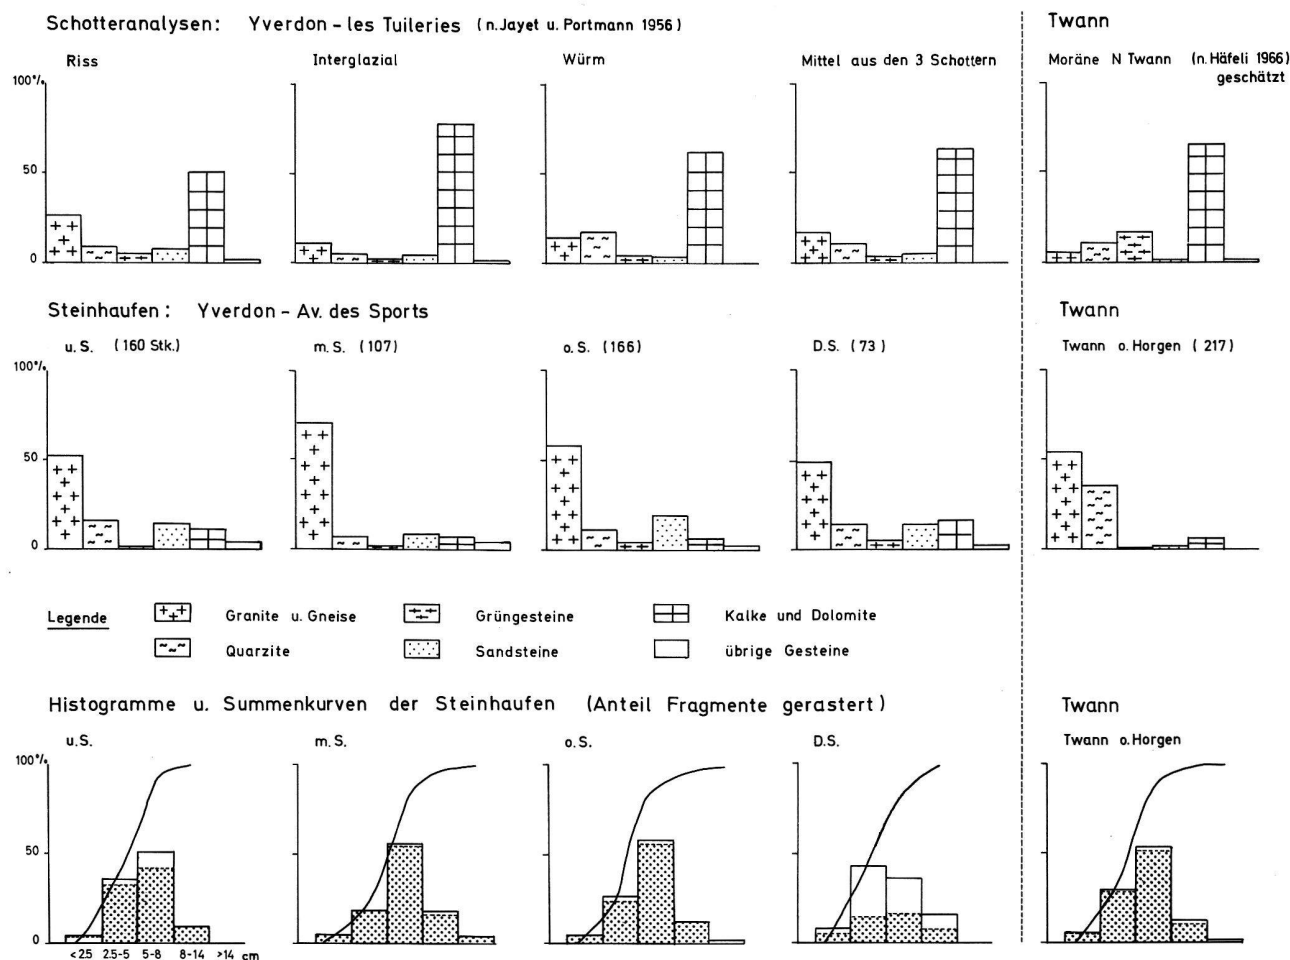 Schotteranalysen: Yverdon - les Tuileries (n. Jayet u. Portmann 1956)
Twann
Riss
Interglazial
Würm
Mittel aus den 3 Schottern
Moräne N Twann (n. Häfeli 1966)
geschätzt
100%
50
0
Steinhaufen: Yverdon - Av. des Sports
Twann
u.S. (160 Stk.)
m.S. (107)
o.S. (166)
D.S. (73)
Twann o. Horgen (217)
100%
50
0
Legende
Granite u. Gneise
Grüngesteine
Kalke und Dolomite
Quarzite
Sandsteine
übrige Gesteine
Histogramme u. Summenkurven der Steinhaufen (Anteil Fragmente gerastert)
Twann
u.S.
m.S.
o.S.
D.S.
Twann o. Horgen
100%
50
0
<25 2.5-5 5-8 8-14 >14 cm